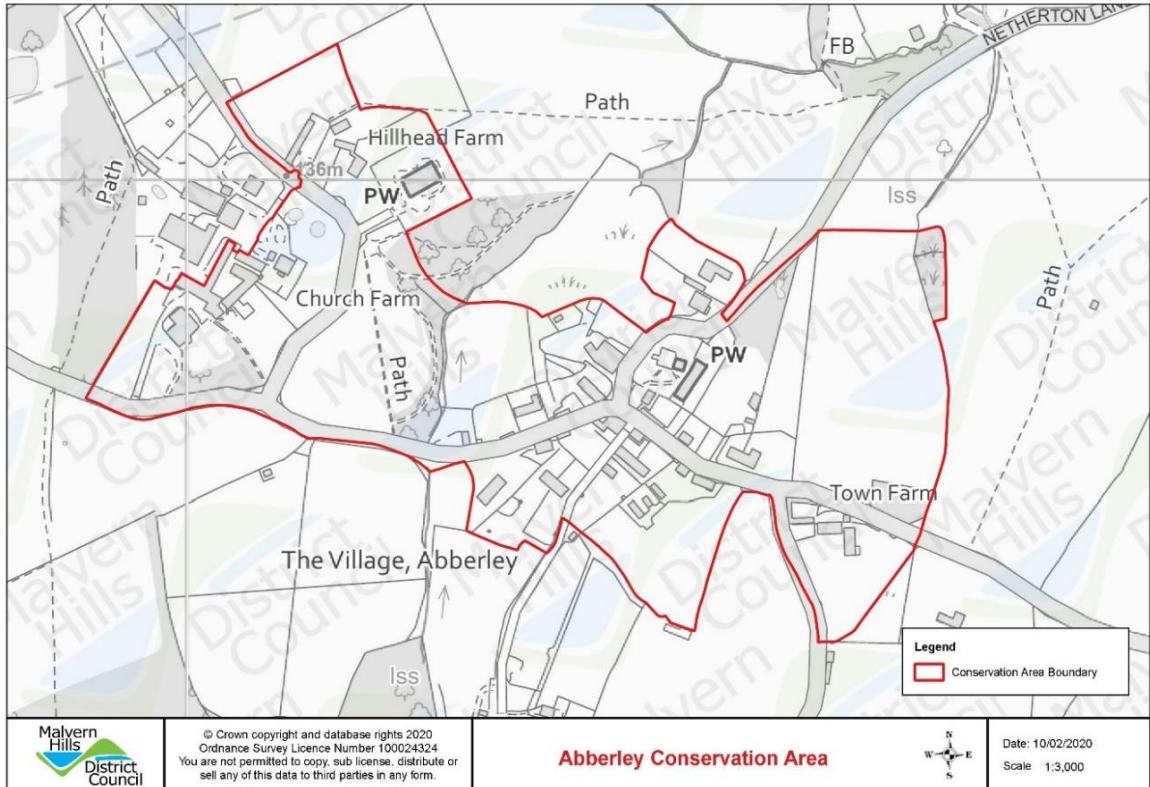 NETHERTON LANE
FB
Path
Hillhead Farm
136m
PW
Path
Iss
Path
Church Farm
Path
PW
Town Farm
The Village, Abberley
Iss
Legend
Conservation Area Boundary
Malvern
Hills
District
Council
© Crown copyright and database rights 2020
Ordnance Survey Licence Number 100024324
You are not permitted to copy, sub license, distribute or
sell any of this data to third parties in any form.
Abberley Conservation Area
N
W
E
S
Date: 10/02/2020
Scale 1:3,000